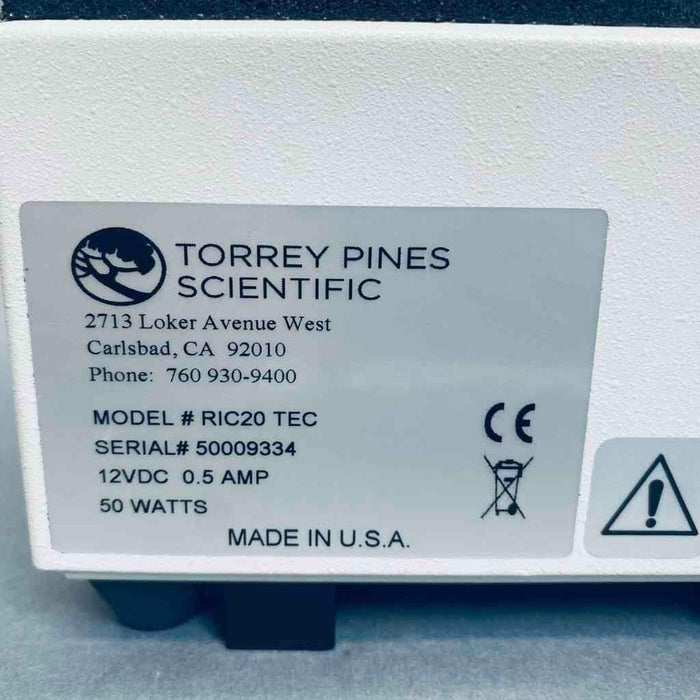 TORREY PINES
SCIENTIFIC
2713 Loker Avenue West
Carlsbad, CA 92010
Phone: 760 930-9400
MODEL # RIC20 TEC
SERIAL# 50009334
12VDC 0.5 AMP
50 WATTS
CE
MADE IN U.S.A.